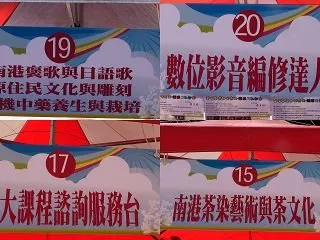 19
南港褒歌與日語歌
原住民文化與雕刻
機中藥養生與栽培
20
數位影音編修達人
17
大課程諮詢服務台
15
南港茶染藝術與茶文化